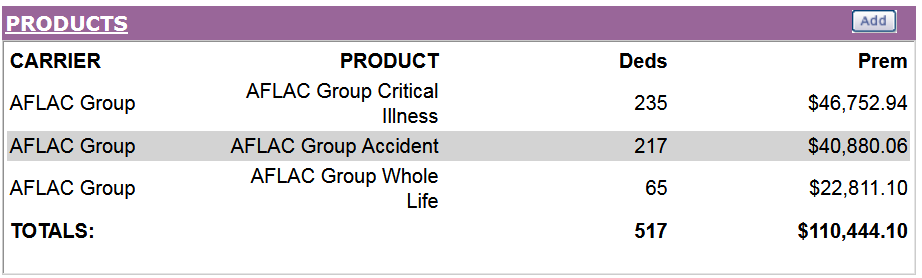 PRODUCTS Add
CARRIER PRODUCT Deds Prem
AFLAC Group AFLAC Group Critical
Illness 235 $46,752.94
AFLAC Group AFLAC Group Accident 217 $40,880.06
AFLAC Group AFLAC Group Whole
Life 65 $22,811.10
TOTALS: 517 $110,444.10